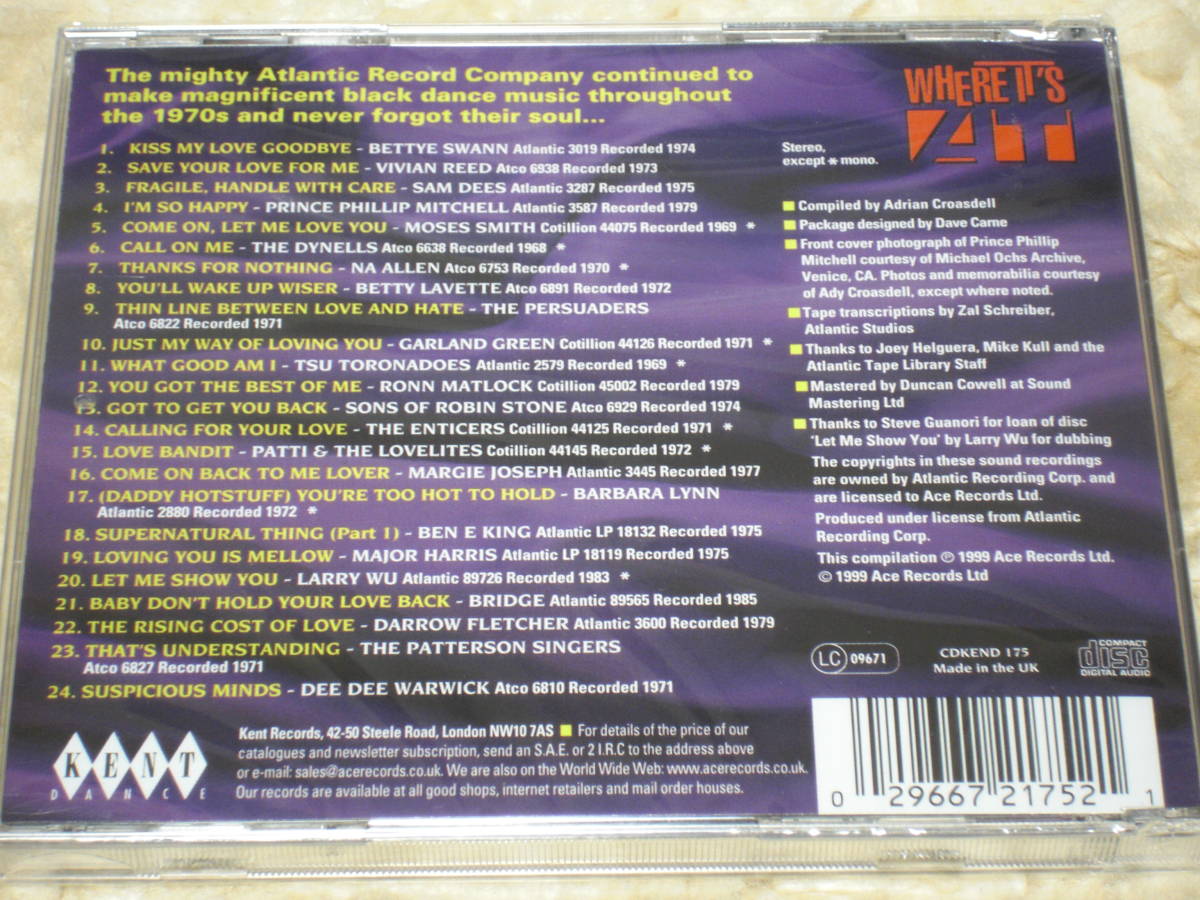 The mighty Atlantic Record Company continued to
make magnificent black dance music throughout
the 1970s and never forgot their soul...
1. KISS MY LOVE GOODBYE - BETTYE SWANN Atlantic 3019 Recorded 1974
2. SAVE YOUR LOVE FOR ME - VIVIAN REED Atco 6938 Recorded 1973
3. FRAGILE, HANDLE WITH CARE - SAM DEES Atlantic 3287 Recorded 1975
4. I'M SO HAPPY - PRINCE PHILLIP MITCHELL Atlantic 3587 Recorded 1979
5. COME ON, LET ME LOVE YOU - MOSES SMITH Cotillion 44075 Recorded 1969 *
6. CALL ON ME - THE DYNELLS Atco 6638 Recorded 1968 *
7. THANKS FOR NOTHING - NA ALLEN Atco 6753 Recorded 1970 *
8. YOU'LL WAKE UP WISER - BETTY LAVETTE Atco 6891 Recorded 1972
9. THIN LINE BETWEEN LOVE AND HATE - THE PERSUADERS
Atco 6822 Recorded 1971
10. JUST MY WAY OF LOVING YOU - GARLAND GREEN Cotillion 44126 Recorded 1971 *
11. WHAT GOOD AM I - TSU TORONADOES Atlantic 2579 Recorded 1969 *
12. YOU GOT THE BEST OF ME - RONN MATLOCK Cotillion 45002 Recorded 1979
13. GOT TO GET YOU BACK - SONS OF ROBIN STONE Atco 6929 Recorded 1974
14. CALLING FOR YOUR LOVE - THE ENTICERS Cotillion 44125 Recorded 1971 *
15. LOVE BANDIT - PATTI & THE LOVELITES Cotillion 44145 Recorded 1972 *
16. COME ON BACK TO ME LOVER - MARGIE JOSEPH Atlantic 3445 Recorded 1977
17. (DADDY HOTSTUFF) YOU'RE TOO HOT TO HOLD - BARBARA LYNN
Atlantic 2880 Recorded 1972 *
18. SUPERNATURAL THING (Part 1) - BEN E KING Atlantic LP 18132 Recorded 1975
19. LOVING YOU IS MELLOW - MAJOR HARRIS Atlantic LP 18119 Recorded 1975
20. LET ME SHOW YOU - LARRY WU Atlantic 89726 Recorded 1983 *
21. BABY DON'T HOLD YOUR LOVE BACK - BRIDGE Atlantic 89565 Recorded 1985
22. THE RISING COST OF LOVE - DARROW FLETCHER Atlantic 3600 Recorded 1979
23. THAT'S UNDERSTANDING - THE PATTERSON SINGERS
Atco 6827 Recorded 1971
24. SUSPICIOUS MINDS - DEE DEE WARWICK Atco 6810 Recorded 1971
WHERE IT'S
AT
Stereo,
except * mono.
Compiled by Adrian Croasdell
Package designed by Dave Carne
Front cover photograph of Prince Phillip
Mitchell courtesy of Michael Ochs Archive,
Venice, CA. Photos and memorabilia courtesy
of Ady Croasdell, except where noted.
Tape transcriptions by Zal Schreiber,
Atlantic Studios
Thanks to Joey Helguera, Mike Kull and the
Atlantic Tape Library Staff
Mastered by Duncan Cowell at Sound
Mastering Ltd
Thanks to Steve Guanori for loan of disc
'Let Me Show You' by Larry Wu for dubbing
The copyrights in these sound recordings
are owned by Atlantic Recording Corp. and
are licensed to Ace Records Ltd.
Produced under license from Atlantic
Recording Corp.
This compilation ℗ 1999 Ace Records Ltd.
© 1999 Ace Records Ltd
LC 09671
CDKEND 175
Made in the UK
COMPACT
disc
DIGITAL AUDIO
KENT
DANCE
Kent Records, 42-50 Steele Road, London NW10 7AS For details of the price of our
catalogues and newsletter subscription, send an S.A.E. or 2 I.R.C to the address above
or e-mail: sales@acerecords.co.uk. We are also on the World Wide Web: www.acerecords.co.uk.
Our records are available at all good shops, internet retailers and mail order houses.
0 29667 21752 1